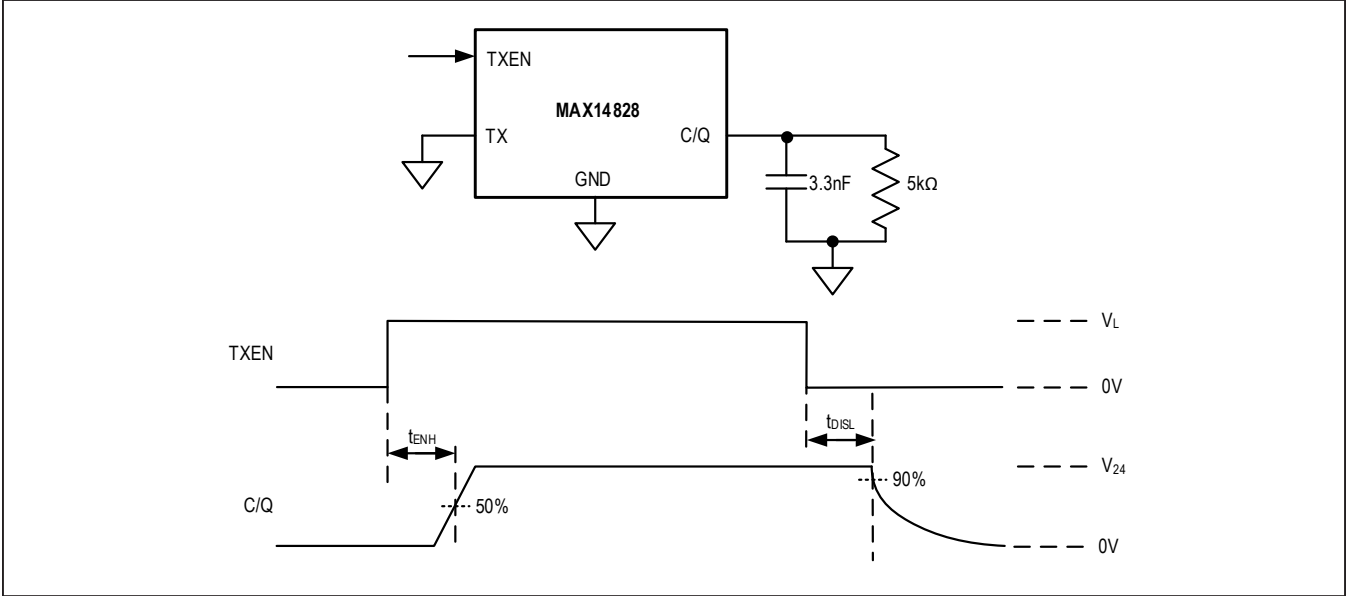 TXEN
MAX14828
TX
C/Q
GND
3.3nF
5kΩ
VL
TXEN
0V
tENH
tDISL
V24
90%
C/Q
50%
0V